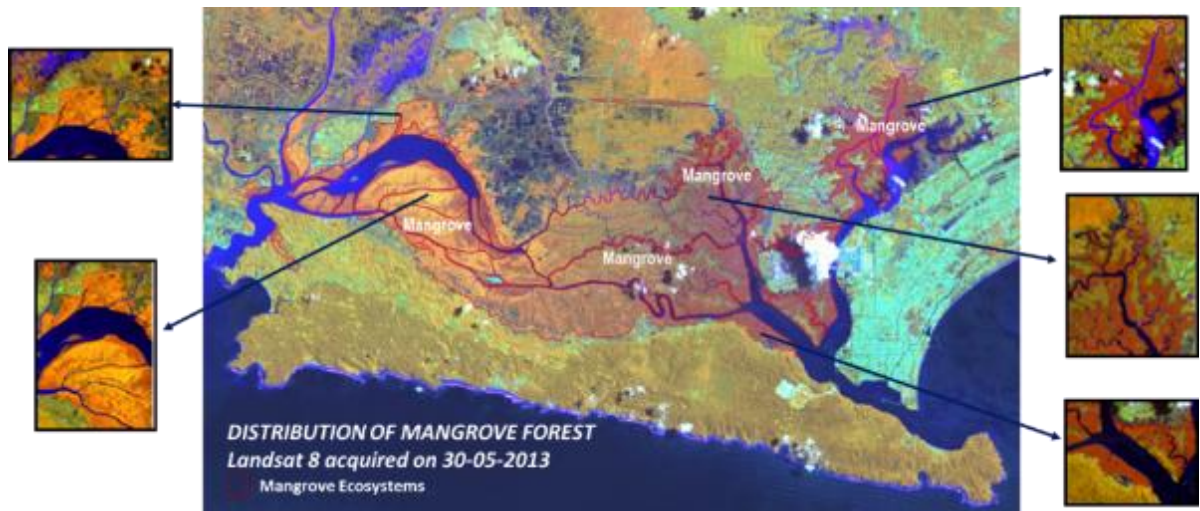 Mangrove
Mangrove
Mangrove
Mangrove
DISTRIBUTION OF MANGROVE FOREST
Landsat 8 acquired on 30-05-2013
Mangrove Ecosystems